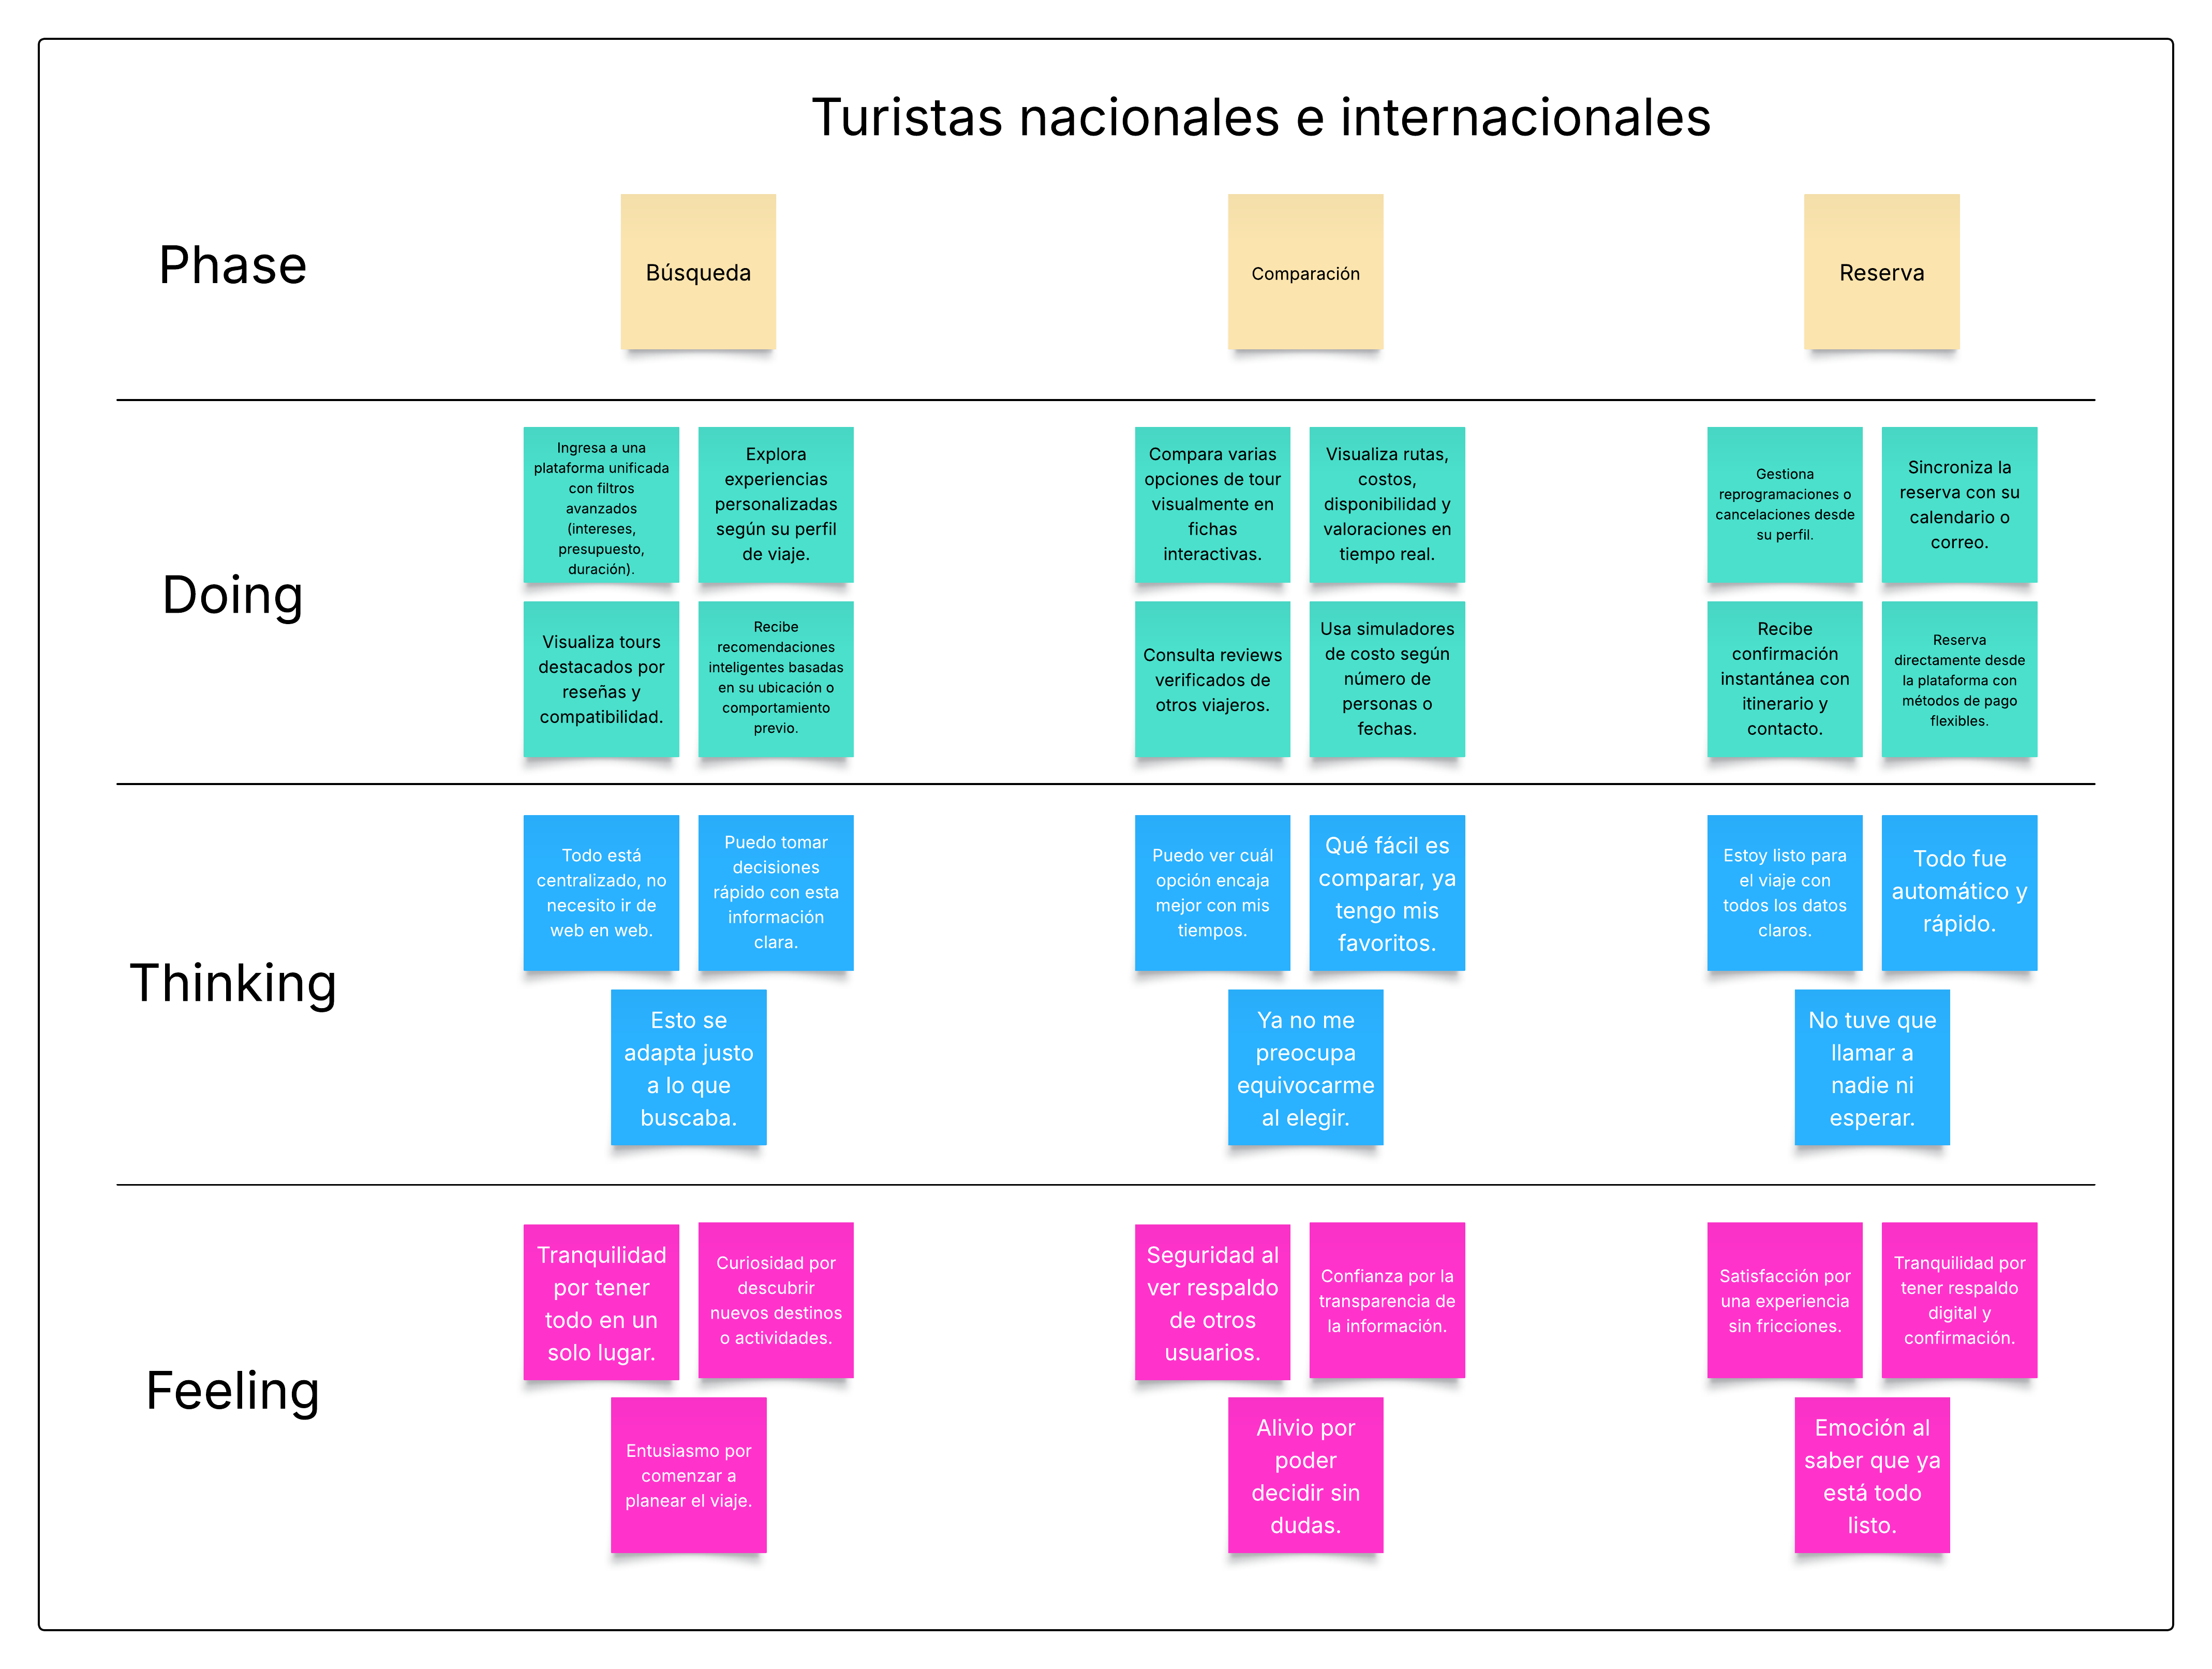 Turistas nacionales e internacionales
Phase
Búsqueda
Comparación
Reserva
Doing
Ingresa a una
plataforma unificada
con filtros
avanzados
(intereses,
presupuesto,
duración).
Explora
experiencias
personalizadas
según su perfil
de viaje.
Visualiza tours
destacados por
reseñas y
compatibilidad.
Recibe
recomendaciones
inteligentes basadas
en su ubicación o
comportamiento
previo.
Compara varias
opciones de tour
visualmente en
fichas
interactivas.
Visualiza rutas,
costos,
disponibilidad y
valoraciones en
tiempo real.
Consulta reviews
verificados de
otros viajeros.
Usa simuladores
de costo según
número de
personas o
fechas.
Gestiona
reprogramaciones o
cancelaciones desde
su perfil.
Sincroniza la
reserva con su
calendario o
correo.
Recibe
confirmación
instantánea con
itinerario y
contacto.
Reserva
directamente desde
la plataforma con
métodos de pago
flexibles.
Thinking
Todo está
centralizado, no
necesito ir de
web en web.
Puedo tomar
decisiones
rápido con esta
información
clara.
Esto se
adapta justo
a lo que
buscaba.
Puedo ver cuál
opción encaja
mejor con mis
tiempos.
Qué fácil es
comparar, ya
tengo mis
favoritos.
Ya no me
preocupa
equivocarme
al elegir.
Estoy listo para
el viaje con
todos los datos
claros.
Todo fue
automático y
rápido.
No tuve que
llamar a
nadie ni
esperar.
Feeling
Tranquilidad
por tener
todo en un
solo lugar.
Curiosidad por
descubrir
nuevos destinos
o actividades.
Entusiasmo por
comenzar a
planear el viaje.
Seguridad al
ver respaldo
de otros
usuarios.
Confianza por la
transparencia de
la información.
Alivio por
poder
decidir sin
dudas.
Satisfacción por
una experiencia
sin fricciones.
Tranquilidad por
tener respaldo
digital y
confirmación.
Emoción al
saber que ya
está todo
listo.